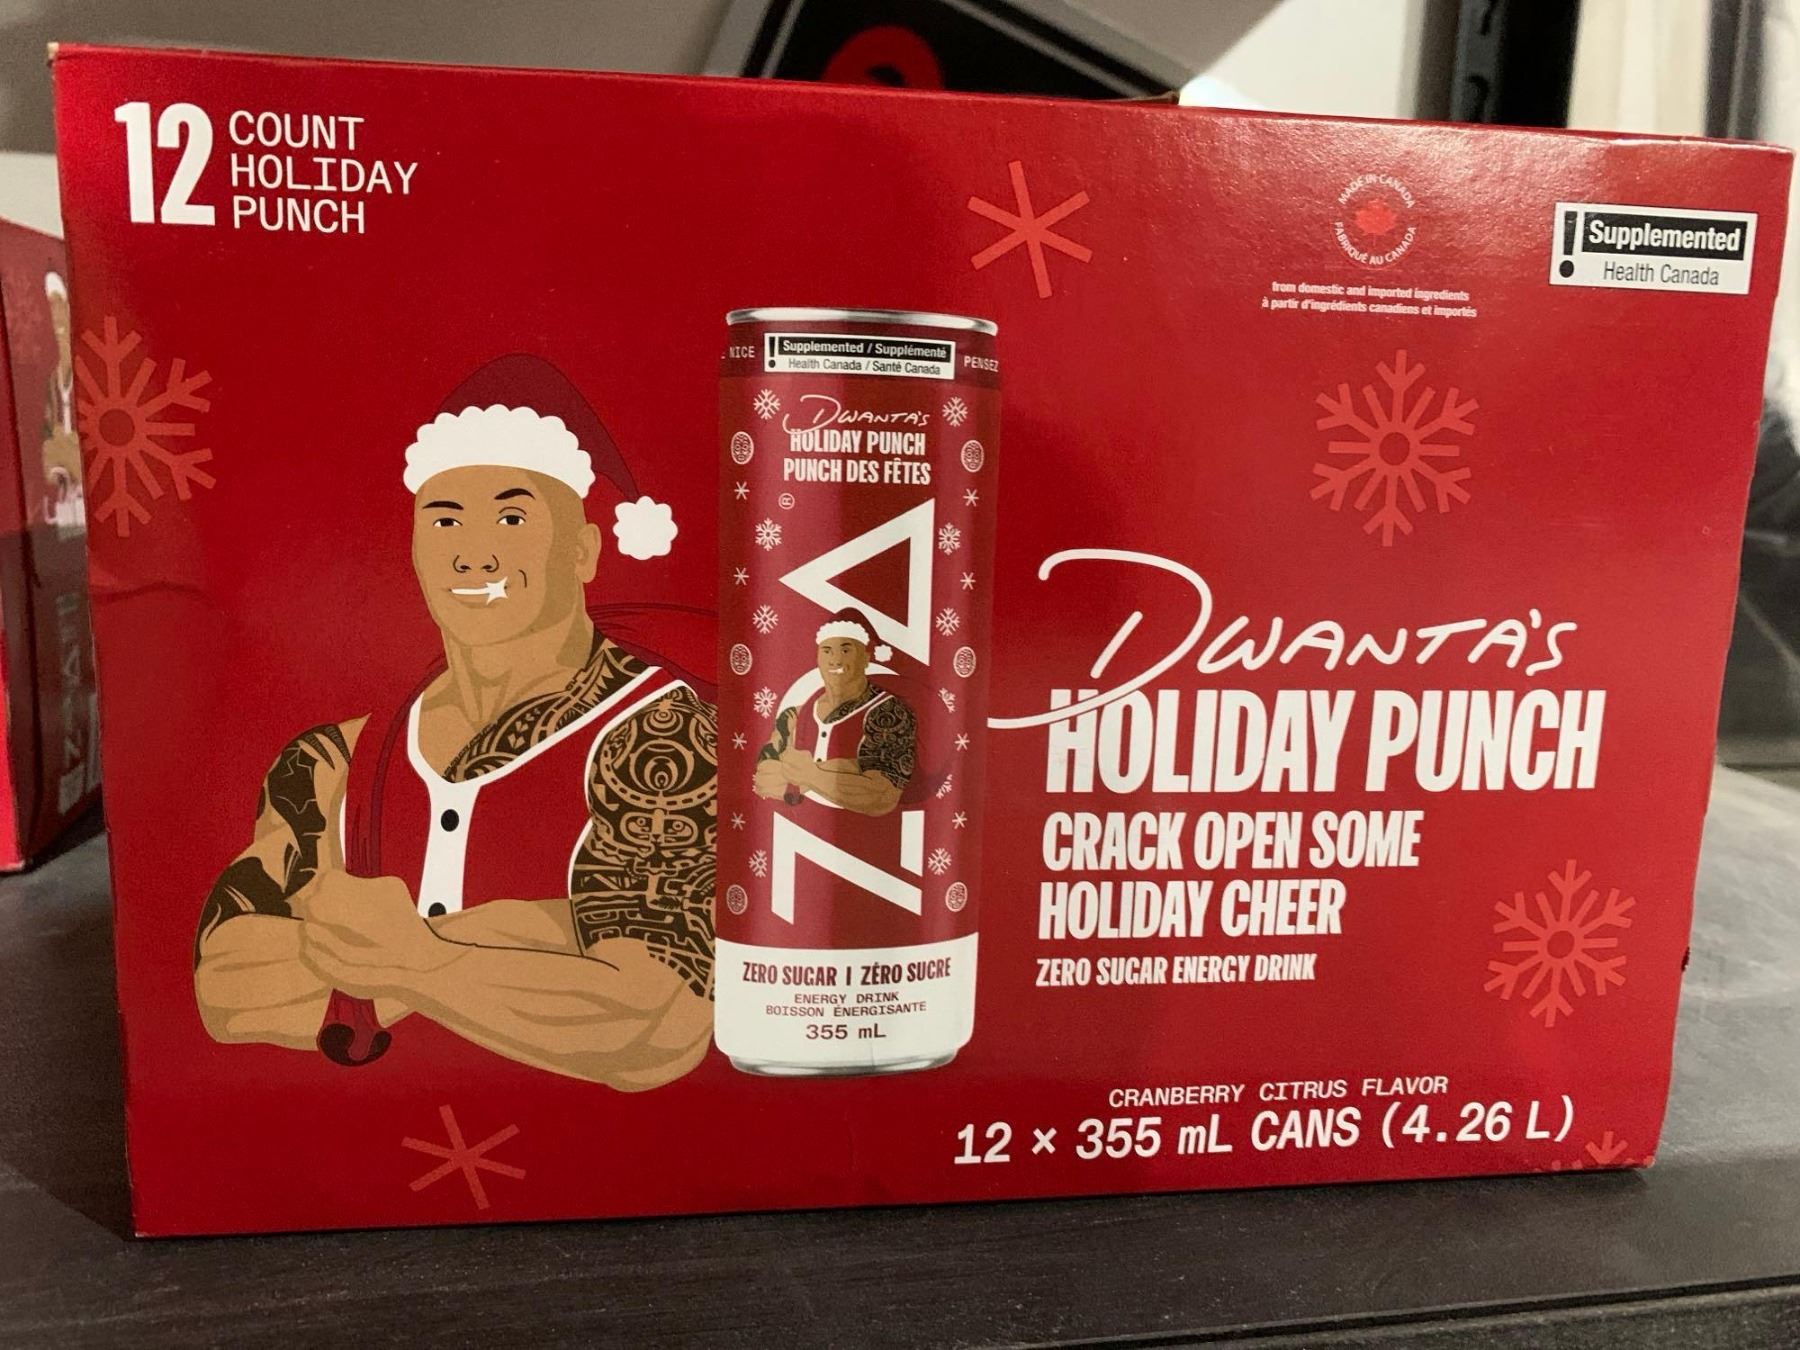 12 COUNT
HOLIDAY
PUNCH
MADE IN CANADA
FABRIQUÉ AU CANADA
from domestic and imported ingredients
à partir d'ingrédients canadiens et importés
! Supplemented
Health Canada
NICE
! Supplemented / Supplémenté
Health Canada / Santé Canada
PENSEZ
DWANTA'S
HOLIDAY PUNCH
PUNCH DES FÊTES
ZOA ®
ZERO SUGAR | ZÉRO SUCRE
ENERGY DRINK
BOISSON ÉNERGISANTE
355 mL
DWANTA'S
HOLIDAY PUNCH
CRACK OPEN SOME
HOLIDAY CHEER
ZERO SUGAR ENERGY DRINK
CRANBERRY CITRUS FLAVOR
12 × 355 mL CANS (4.26 L)